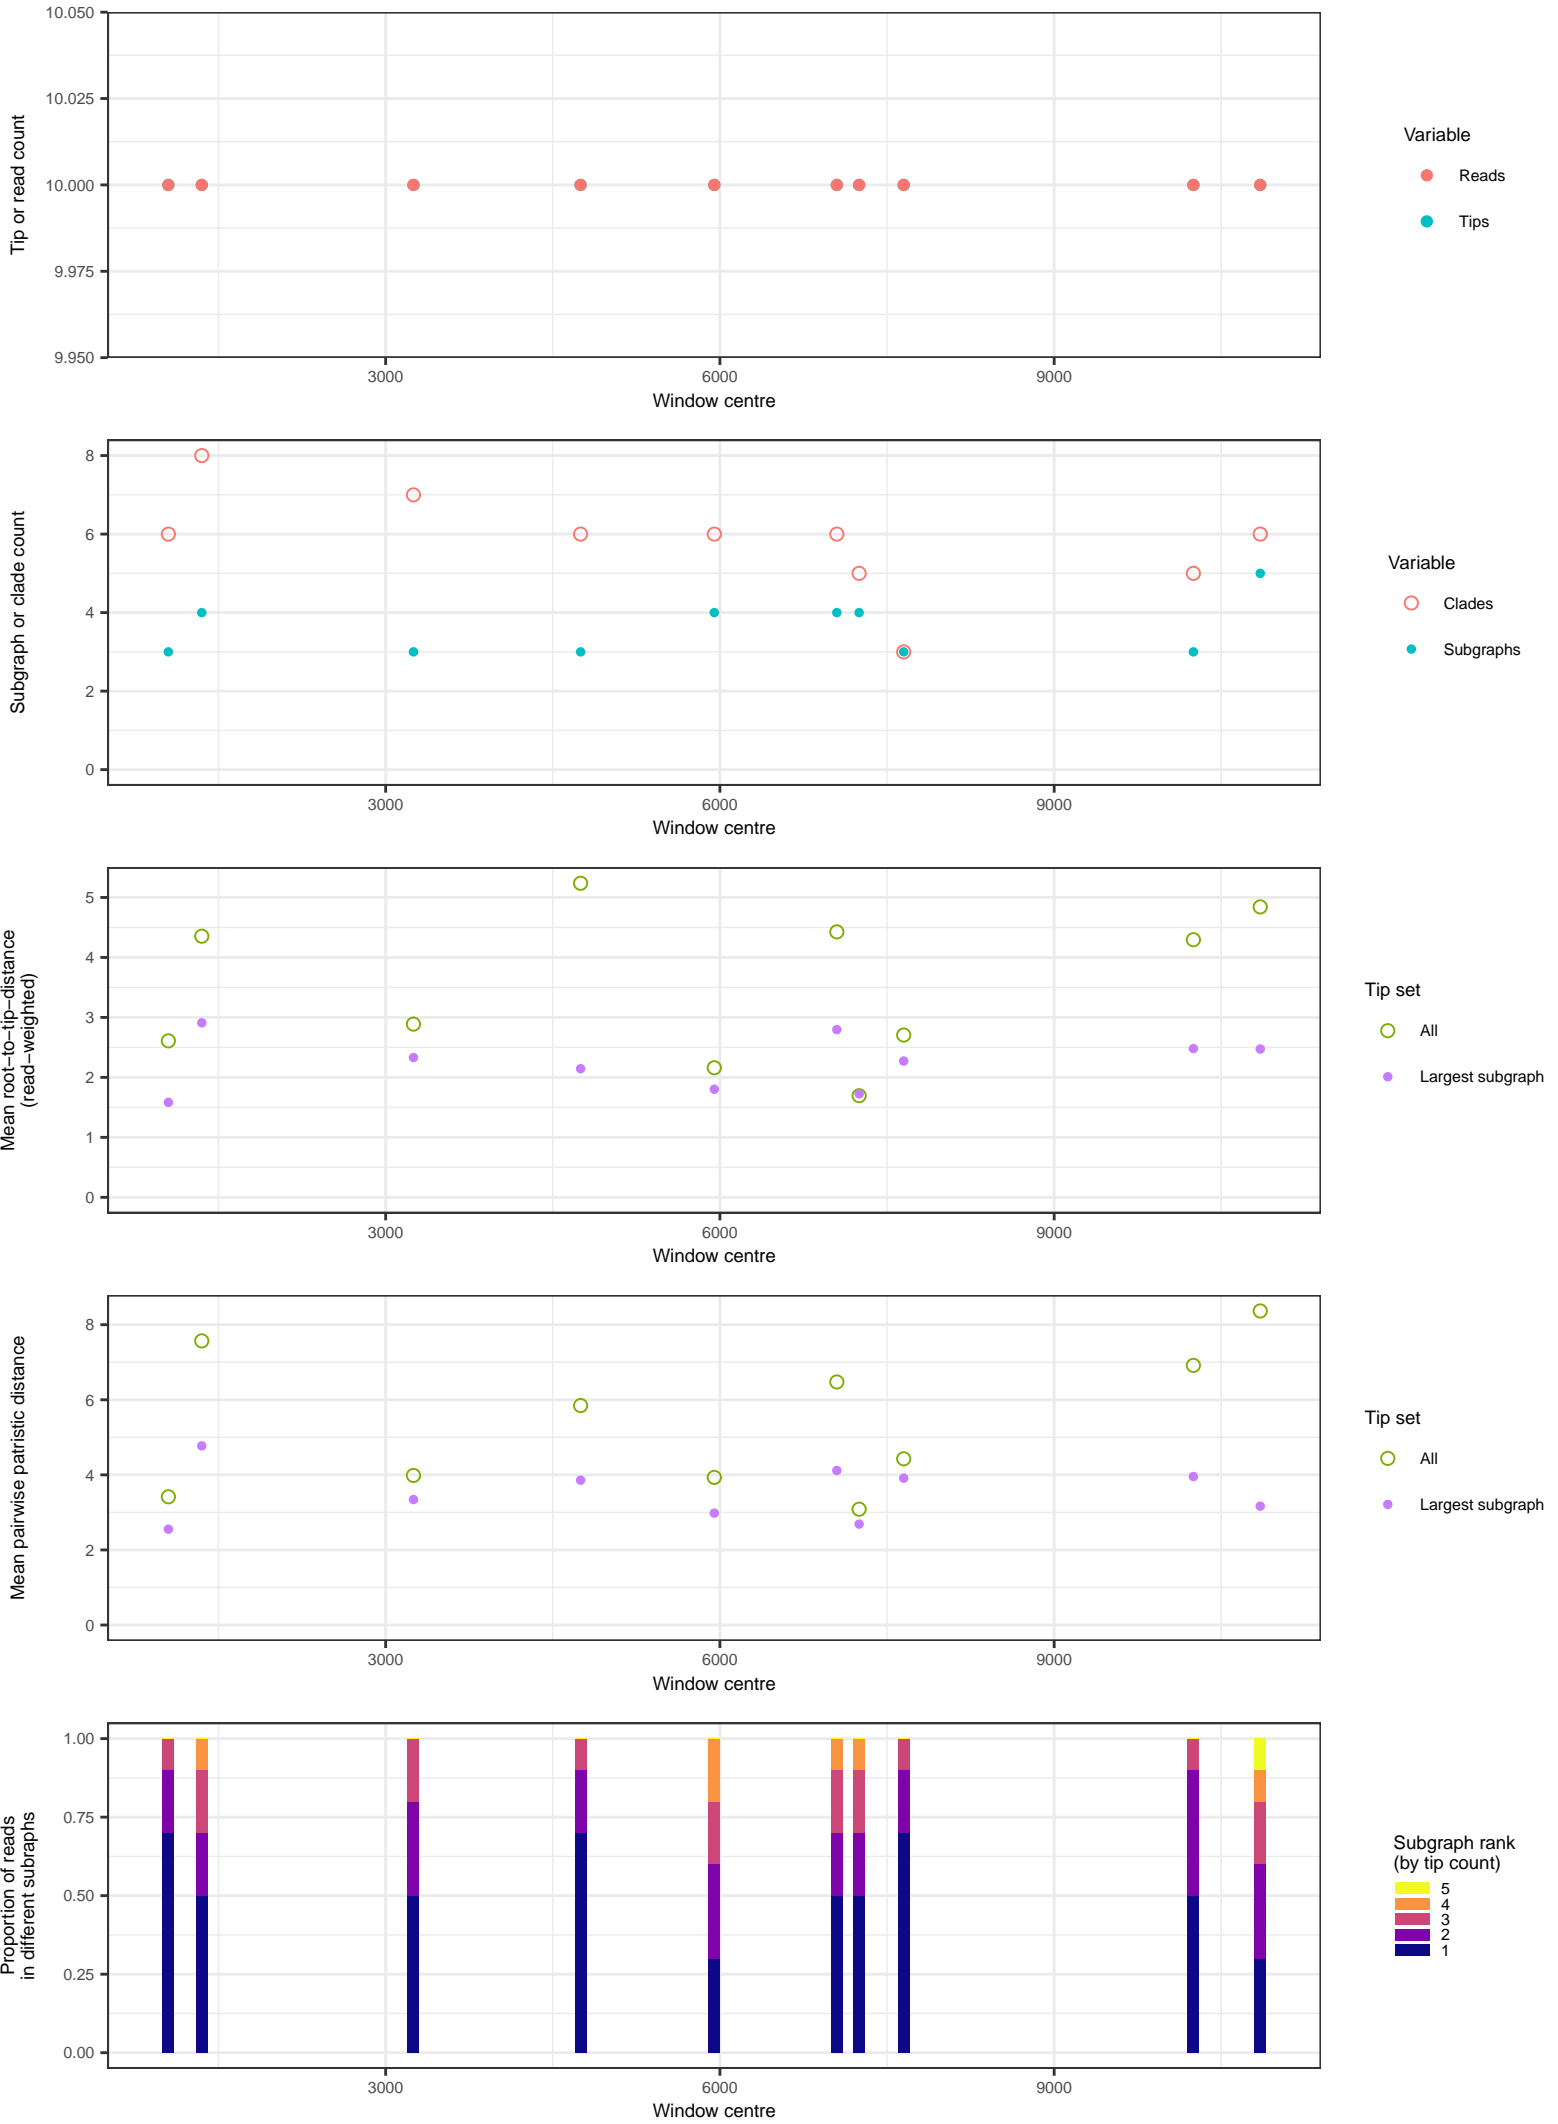 10.050
10.025
10.000
9.975
9.950
Tip or read count
3000
6000
9000
Window centre
Variable
Reads
Tips
8
6
4
2
0
Subgraph or clade count
3000
6000
9000
Window centre
Variable
Clades
Subgraphs
5
4
3
2
1
0
Mean root−to−tip−distance
(read−weighted)
3000
6000
9000
Window centre
Tip set
All
Largest subgraph
8
6
4
2
0
Mean pairwise patristic distance
3000
6000
9000
Window centre
Tip set
All
Largest subgraph
1.00
0.75
0.50
0.25
0.00
Proportion of reads
in different subraphs
3000
6000
9000
Window centre
Subgraph rank
(by tip count)
5
4
3
2
1